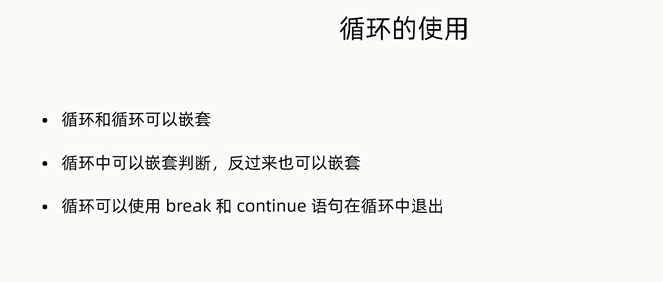 循环的使用
• 循环和循环可以嵌套
• 循环中可以嵌套判断，反过来也可以嵌套
• 循环可以使用 break 和 continue 语句在循环中退出